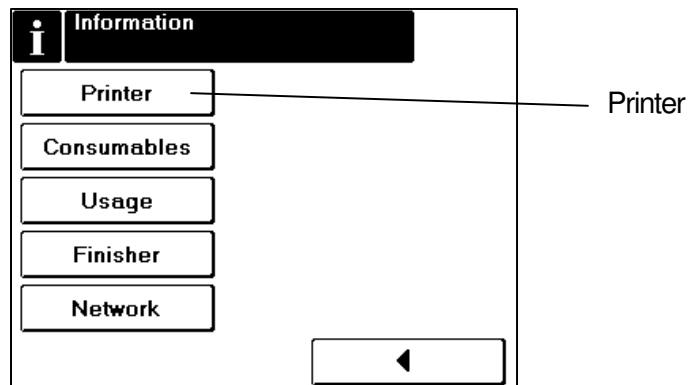 i Information
Printer
Printer
Consumables
Usage
Finisher
Network